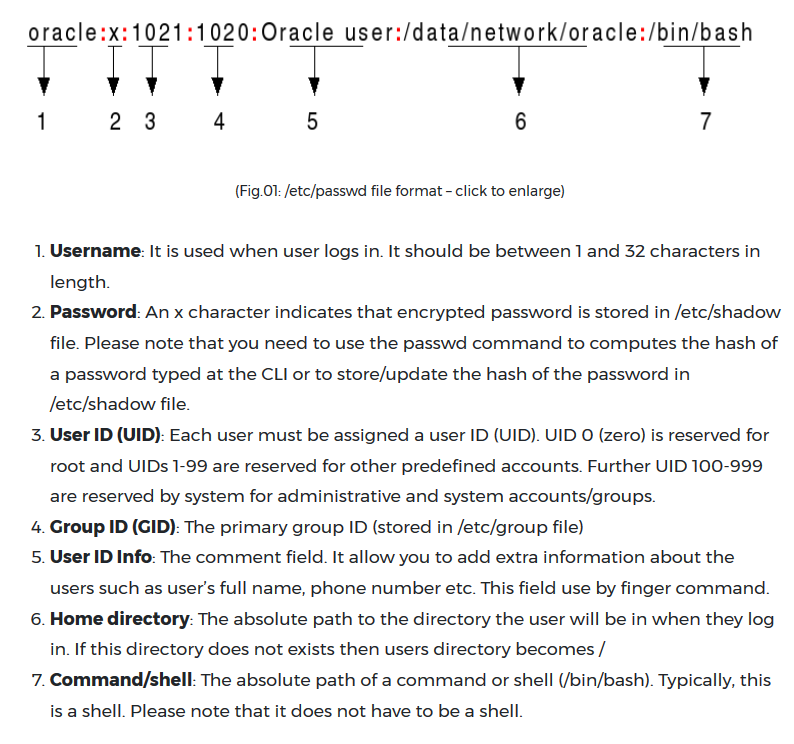 oracle:x:1021:1020:Oracle user:/data/network/oracle:/bin/bash
1 2 3 4 5 6 7
(Fig.01: /etc/passwd file format – click to enlarge)
1. Username: It is used when user logs in. It should be between 1 and 32 characters in
length.
2. Password: An x character indicates that encrypted password is stored in /etc/shadow
file. Please note that you need to use the passwd command to computes the hash of
a password typed at the CLI or to store/update the hash of the password in
/etc/shadow file.
3. User ID (UID): Each user must be assigned a user ID (UID). UID 0 (zero) is reserved for
root and UIDs 1-99 are reserved for other predefined accounts. Further UID 100-999
are reserved by system for administrative and system accounts/groups.
4. Group ID (GID): The primary group ID (stored in /etc/group file)
5. User ID Info: The comment field. It allow you to add extra information about the
users such as user’s full name, phone number etc. This field use by finger command.
6. Home directory: The absolute path to the directory the user will be in when they log
in. If this directory does not exists then users directory becomes /
7. Command/shell: The absolute path of a command or shell (/bin/bash). Typically, this
is a shell. Please note that it does not have to be a shell.